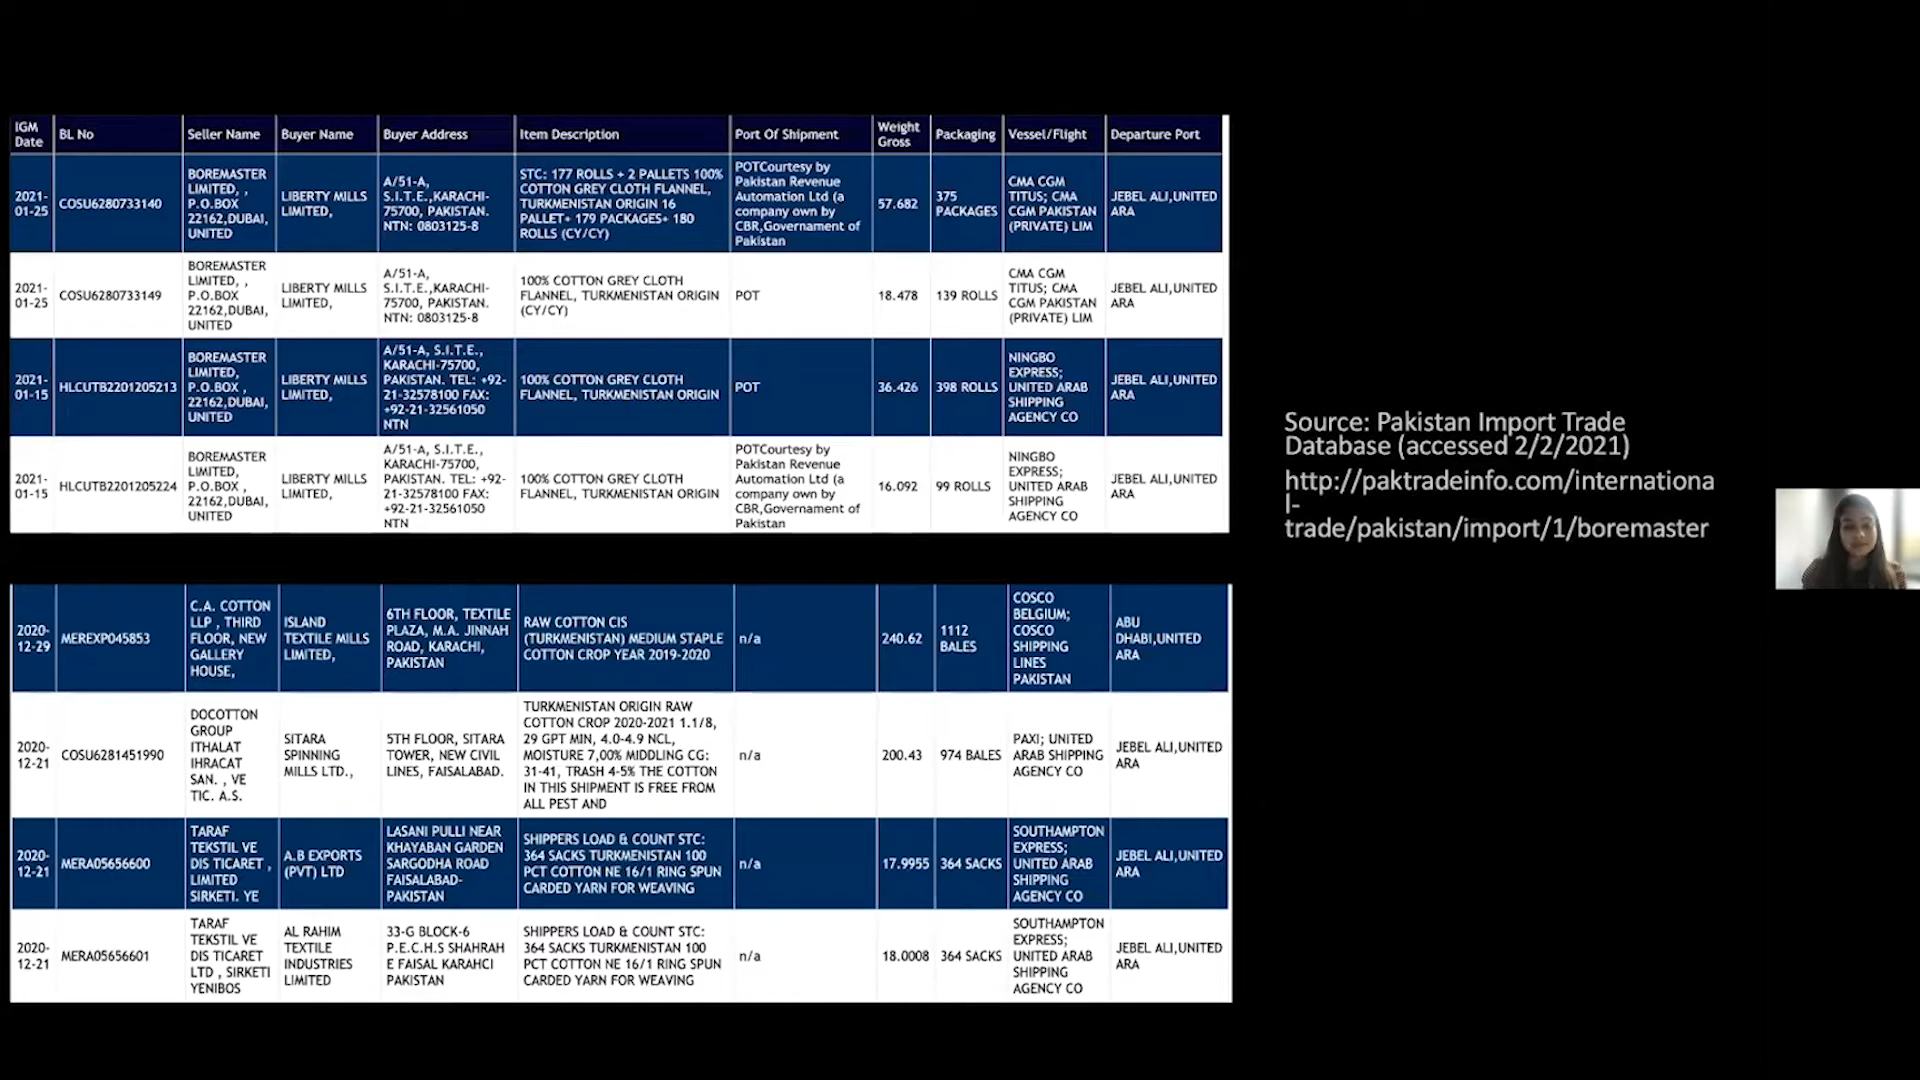 IGM
Date
BL No
Seller Name
Buyer Name
Buyer Address
Item Description
Port Of Shipment
Weight
Gross
Packaging
Vessel/Flight
Departure Port
2021-
01-25
COSU6280733140
BOREMASTER
LIMITED, ,
P.O.BOX
22162,DUBAI,
UNITED
LIBERTY MILLS
LIMITED,
A/51-A,
S.I.T.E.,KARACHI-
75700, PAKISTAN.
NTN: 0803125-8
STC: 177 ROLLS + 2 PALLETS 100%
COTTON GREY CLOTH FLANNEL,
TURKMENISTAN ORIGIN 16
PALLET+ 179 PACKAGES+ 180
ROLLS (CY/CY)
POTCourtesy by
Pakistan Revenue
Automation Ltd (a
company own by
CBR,Governament of
Pakistan
57.682
375
PACKAGES
CMA CGM
TITUS; CMA
CGM PAKISTAN
(PRIVATE) LIM
JEBEL ALI,UNITED
ARA
2021-
01-25
COSU6280733149
BOREMASTER
LIMITED, ,
P.O.BOX
22162,DUBAI,
UNITED
LIBERTY MILLS
LIMITED,
A/51-A,
S.I.T.E.,KARACHI-
75700, PAKISTAN.
NTN: 0803125-8
100% COTTON GREY CLOTH
FLANNEL, TURKMENISTAN ORIGIN
(CY/CY)
POT
18.478
139 ROLLS
CMA CGM
TITUS; CMA
CGM PAKISTAN
(PRIVATE) LIM
JEBEL ALI,UNITED
ARA
2021-
01-15
HLCUTB2201205213
BOREMASTER
LIMITED,
P.O.BOX ,
22162,DUBAI,
UNITED
LIBERTY MILLS
LIMITED,
A/51-A, S.I.T.E.,
KARACHI-75700,
PAKISTAN. TEL: +92-
21-32578100 FAX:
+92-21-32561050
NTN
100% COTTON GREY CLOTH
FLANNEL, TURKMENISTAN ORIGIN
POT
36.426
398 ROLLS
NINGBO
EXPRESS;
UNITED ARAB
SHIPPING
AGENCY CO
JEBEL ALI,UNITED
ARA
2021-
01-15
HLCUTB2201205224
BOREMASTER
LIMITED,
P.O.BOX ,
22162,DUBAI,
UNITED
LIBERTY MILLS
LIMITED,
A/51-A, S.I.T.E.,
KARACHI-75700,
PAKISTAN. TEL: +92-
21-32578100 FAX:
+92-21-32561050
NTN
100% COTTON GREY CLOTH
FLANNEL, TURKMENISTAN ORIGIN
POTCourtesy by
Pakistan Revenue
Automation Ltd (a
company own by
CBR,Governament of
Pakistan
16.092
99 ROLLS
NINGBO
EXPRESS;
UNITED ARAB
SHIPPING
AGENCY CO
JEBEL ALI,UNITED
ARA
2020-
12-29
MEREXP045853
C.A. COTTON
LLP , THIRD
FLOOR, NEW
GALLERY
HOUSE,
ISLAND
TEXTILE MILLS
LIMITED,
6TH FLOOR, TEXTILE
PLAZA, M.A. JINNAH
ROAD, KARACHI,
PAKISTAN
RAW COTTON CIS
(TURKMENISTAN) MEDIUM STAPLE
COTTON CROP YEAR 2019-2020
n/a
240.62
1112
BALES
COSCO
BELGIUM;
COSCO
SHIPPING
LINES
PAKISTAN
ABU
DHABI,UNITED
ARA
2020-
12-21
COSU6281451990
DOCOTTON
GROUP
ITHALAT
IHRACAT
SAN. , VE
TIC. A.S.
SITARA
SPINNING
MILLS LTD.,
5TH FLOOR, SITARA
TOWER, NEW CIVIL
LINES, FAISALABAD.
TURKMENISTAN ORIGIN RAW
COTTON CROP 2020-2021 1.1/8,
29 GPT MIN, 4.0-4.9 NCL,
MOISTURE 7,00% MIDDLING CG:
31-41, TRASH 4-5% THE COTTON
IN THIS SHIPMENT IS FREE FROM
ALL PEST AND
n/a
200.43
974 BALES
PAXI; UNITED
ARAB SHIPPING
AGENCY CO
JEBEL ALI,UNITED
ARA
2020-
12-21
MERA05656600
TARAF
TEKSTIL VE
DIS TICARET ,
LIMITED
SIRKETI. YE
A.B EXPORTS
(PVT) LTD
LASANI PULLI NEAR
KHAYABAN GARDEN
SARGODHA ROAD
FAISALABAD-
PAKISTAN
SHIPPERS LOAD & COUNT STC:
364 SACKS TURKMENISTAN 100
PCT COTTON NE 16/1 RING SPUN
CARDED YARN FOR WEAVING
n/a
17.9955
364 SACKS
SOUTHAMPTON
EXPRESS;
UNITED ARAB
SHIPPING
AGENCY CO
JEBEL ALI,UNITED
ARA
2020-
12-21
MERA05656601
TARAF
TEKSTIL VE
DIS TICARET
LTD , SIRKETI
YENIBOS
AL RAHIM
TEXTILE
INDUSTRIES
LIMITED
33-G BLOCK-6
P.E.C.H.S SHAHRAH
E FAISAL KARAHCI
PAKISTAN
SHIPPERS LOAD & COUNT STC:
364 SACKS TURKMENISTAN 100
PCT COTTON NE 16/1 RING SPUN
CARDED YARN FOR WEAVING
n/a
18.0008
364 SACKS
SOUTHAMPTON
EXPRESS;
UNITED ARAB
SHIPPING
AGENCY CO
JEBEL ALI,UNITED
ARA
Source: Pakistan Import Trade
Database (accessed 2/2/2021)
http://paktradeinfo.com/internationa
l-
trade/pakistan/import/1/boremaster